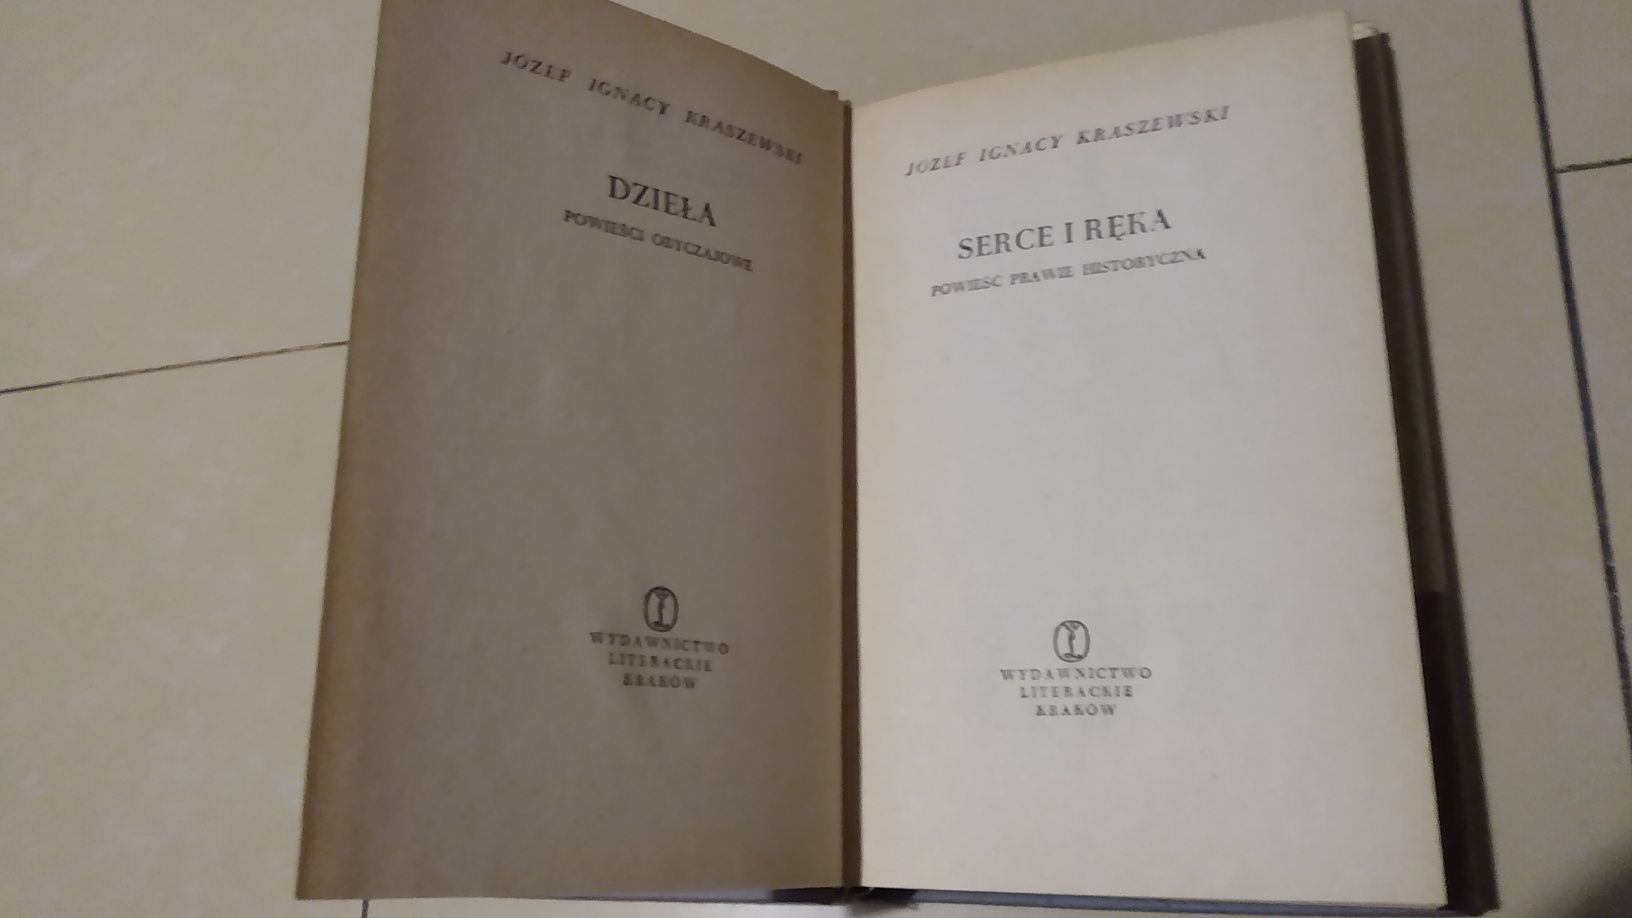 JÓZEF IGNACY KRASZEWSKI
DZIEŁA
POWIEŚCI OBYCZAJOWE
WYDAWNICTWO
LITERACKIE
KRAKÓW
JÓZEF IGNACY KRASZEWSKI
SERCE I RĘKA
POWIEŚĆ PRAWIE HISTORYCZNA
WYDAWNICTWO
LITERACKIE
KRAKÓW